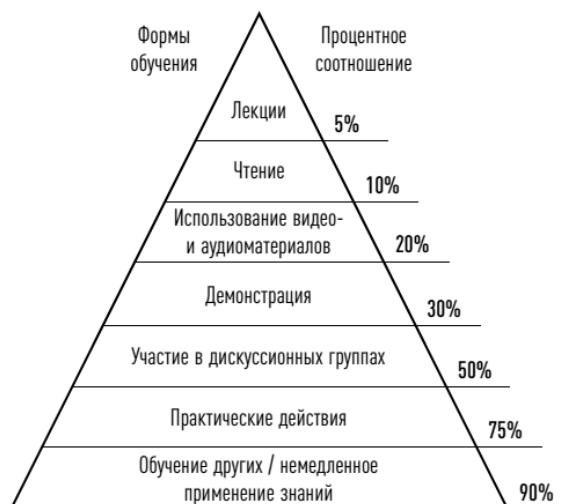 Формы
обучения
Процентное
соотношение
Лекции
5%
Чтение
10%
Использование видео-
и аудиоматериалов
20%
Демонстрация
30%
Участие в дискуссионных группах
50%
Практические действия
75%
Обучение других / немедленное
применение знаний
90%